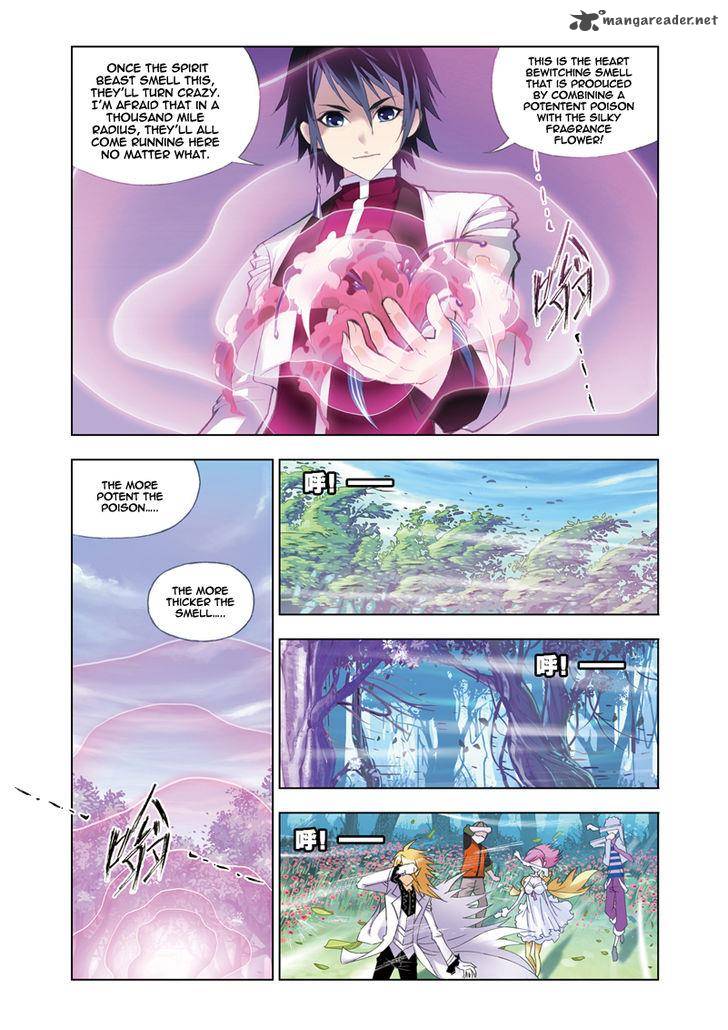 mangareader.net
ONCE THE SPIRIT
BEAST SMELL THIS,
THEY'LL TURN CRAZY.
I'M AFRAID THAT IN A
THOUSAND MILE
RADIUS, THEY'LL ALL
COME RUNNING HERE
NO MATTER WHAT.
THIS IS THE HEART
BEWITCHING SMELL
THAT IS PRODUCED
BY COMBINING A
POTENTENT POISON
WITH THE SILKY
FRAGRANCE
FLOWER!
嗡
THE MORE
POTENT THE
POISON.....
THE MORE
THICKER THE
SMELL.....
嗡
呼! ——
呼! ——
呼! ——